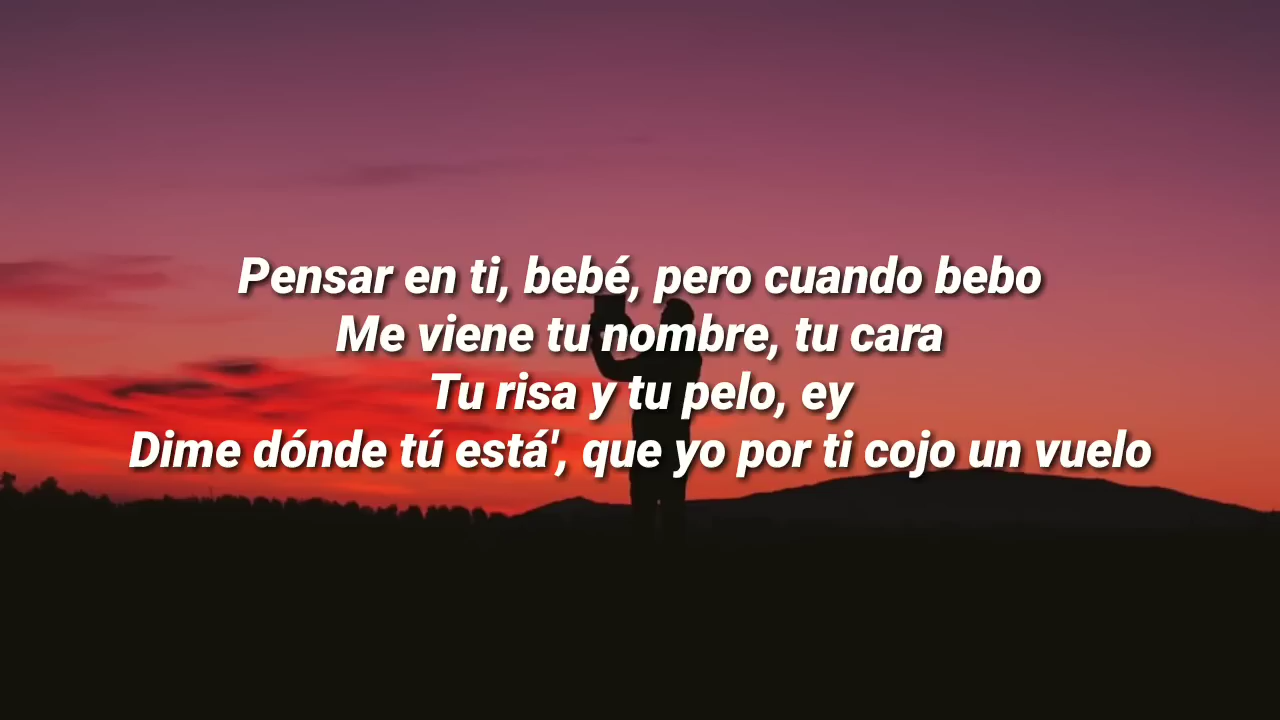 Pensar en ti, bebé, pero cuando bebo
Me viene tu nombre, tu cara
Tu risa y tu pelo, ey
Dime dónde tú está', que yo por ti cojo un vuelo